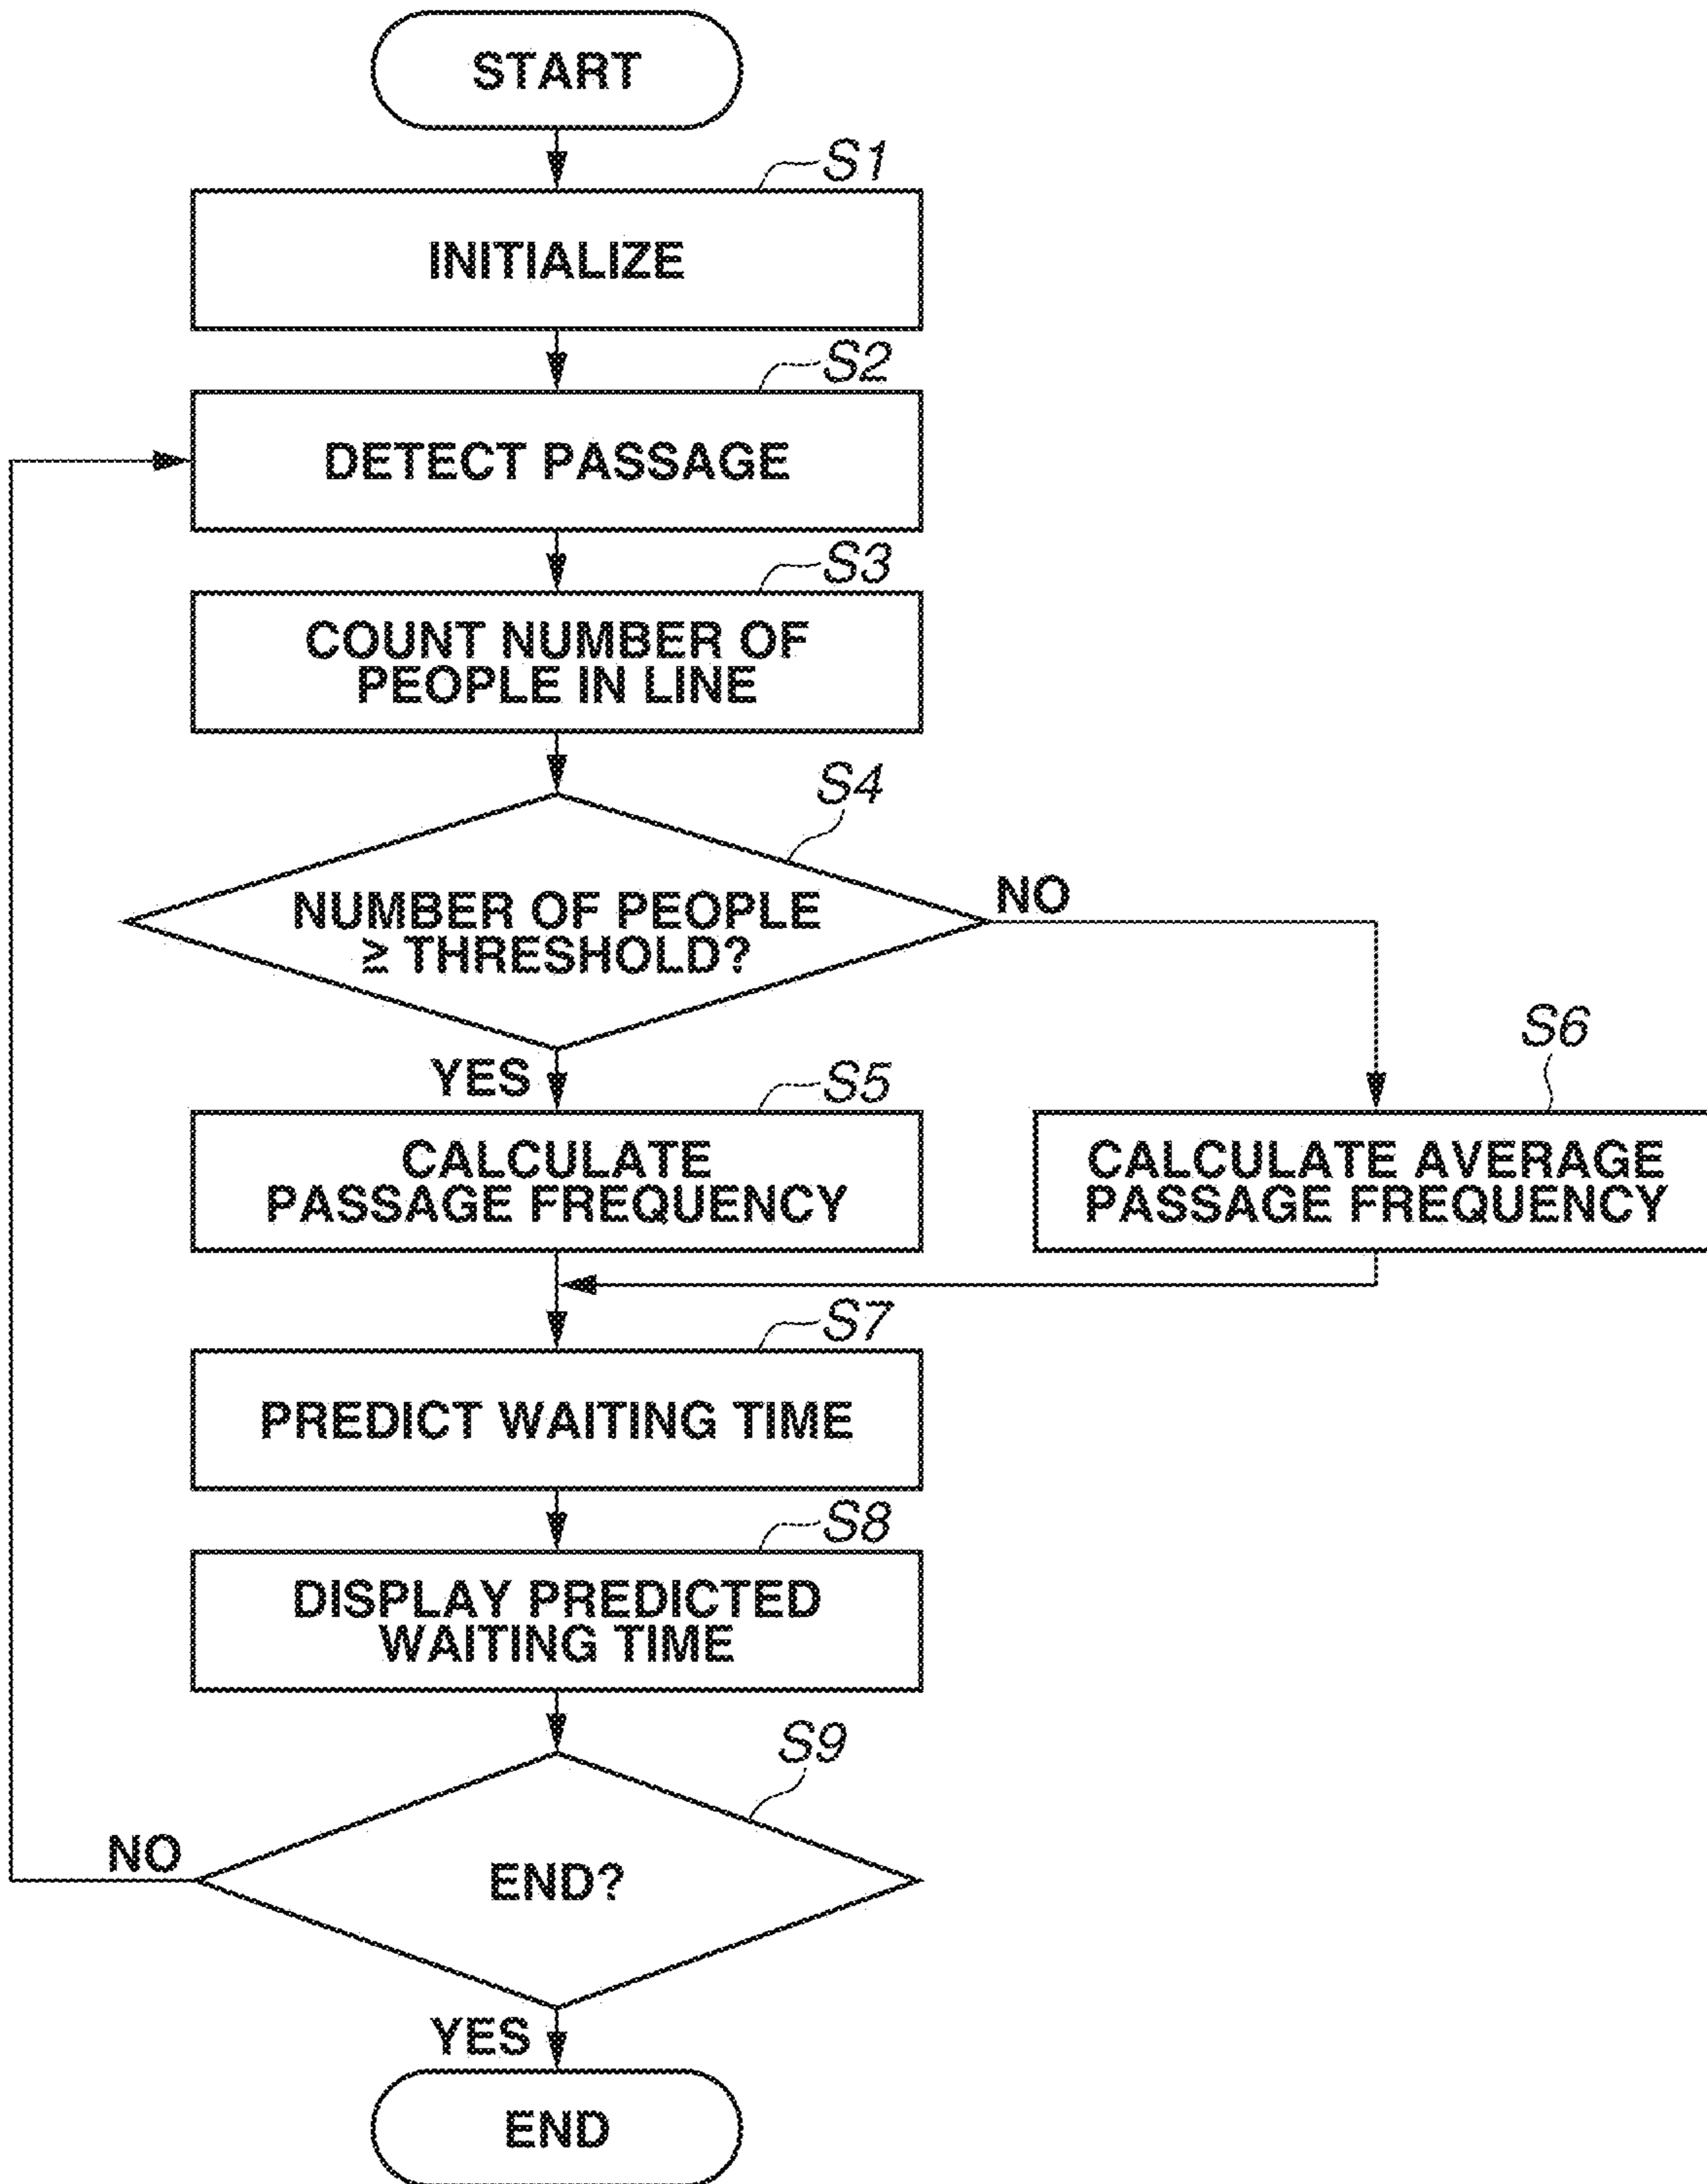 START
S1
INITIALIZE
S2
DETECT PASSAGE
S3
COUNT NUMBER OF
PEOPLE IN LINE
S4
NUMBER OF PEOPLE
≥ THRESHOLD?
NO
YES
S5
CALCULATE
PASSAGE FREQUENCY
S6
CALCULATE AVERAGE
PASSAGE FREQUENCY
S7
PREDICT WAITING TIME
S8
DISPLAY PREDICTED
WAITING TIME
S9
END?
NO
YES
END